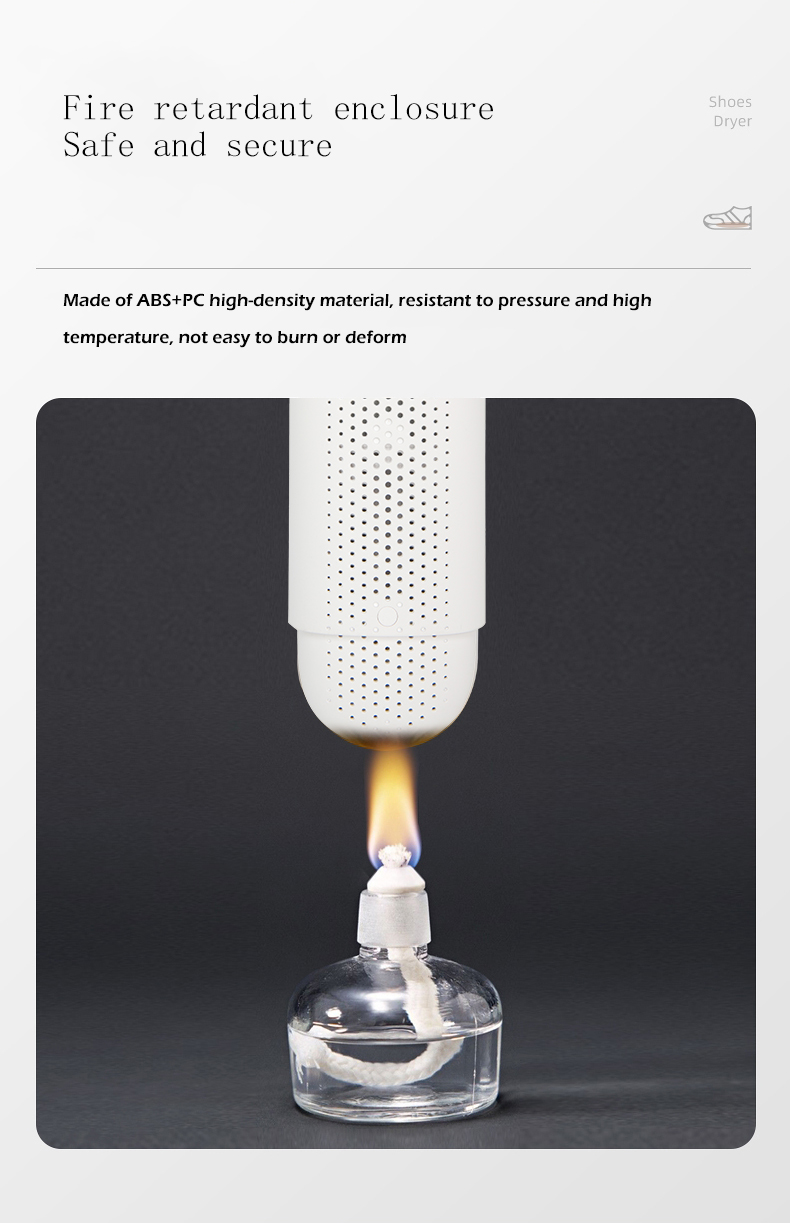 Fire retardant enclosure
Safe and secure
Shoes
Dryer
Made of ABS+PC high-density material, resistant to pressure and high
temperature, not easy to burn or deform